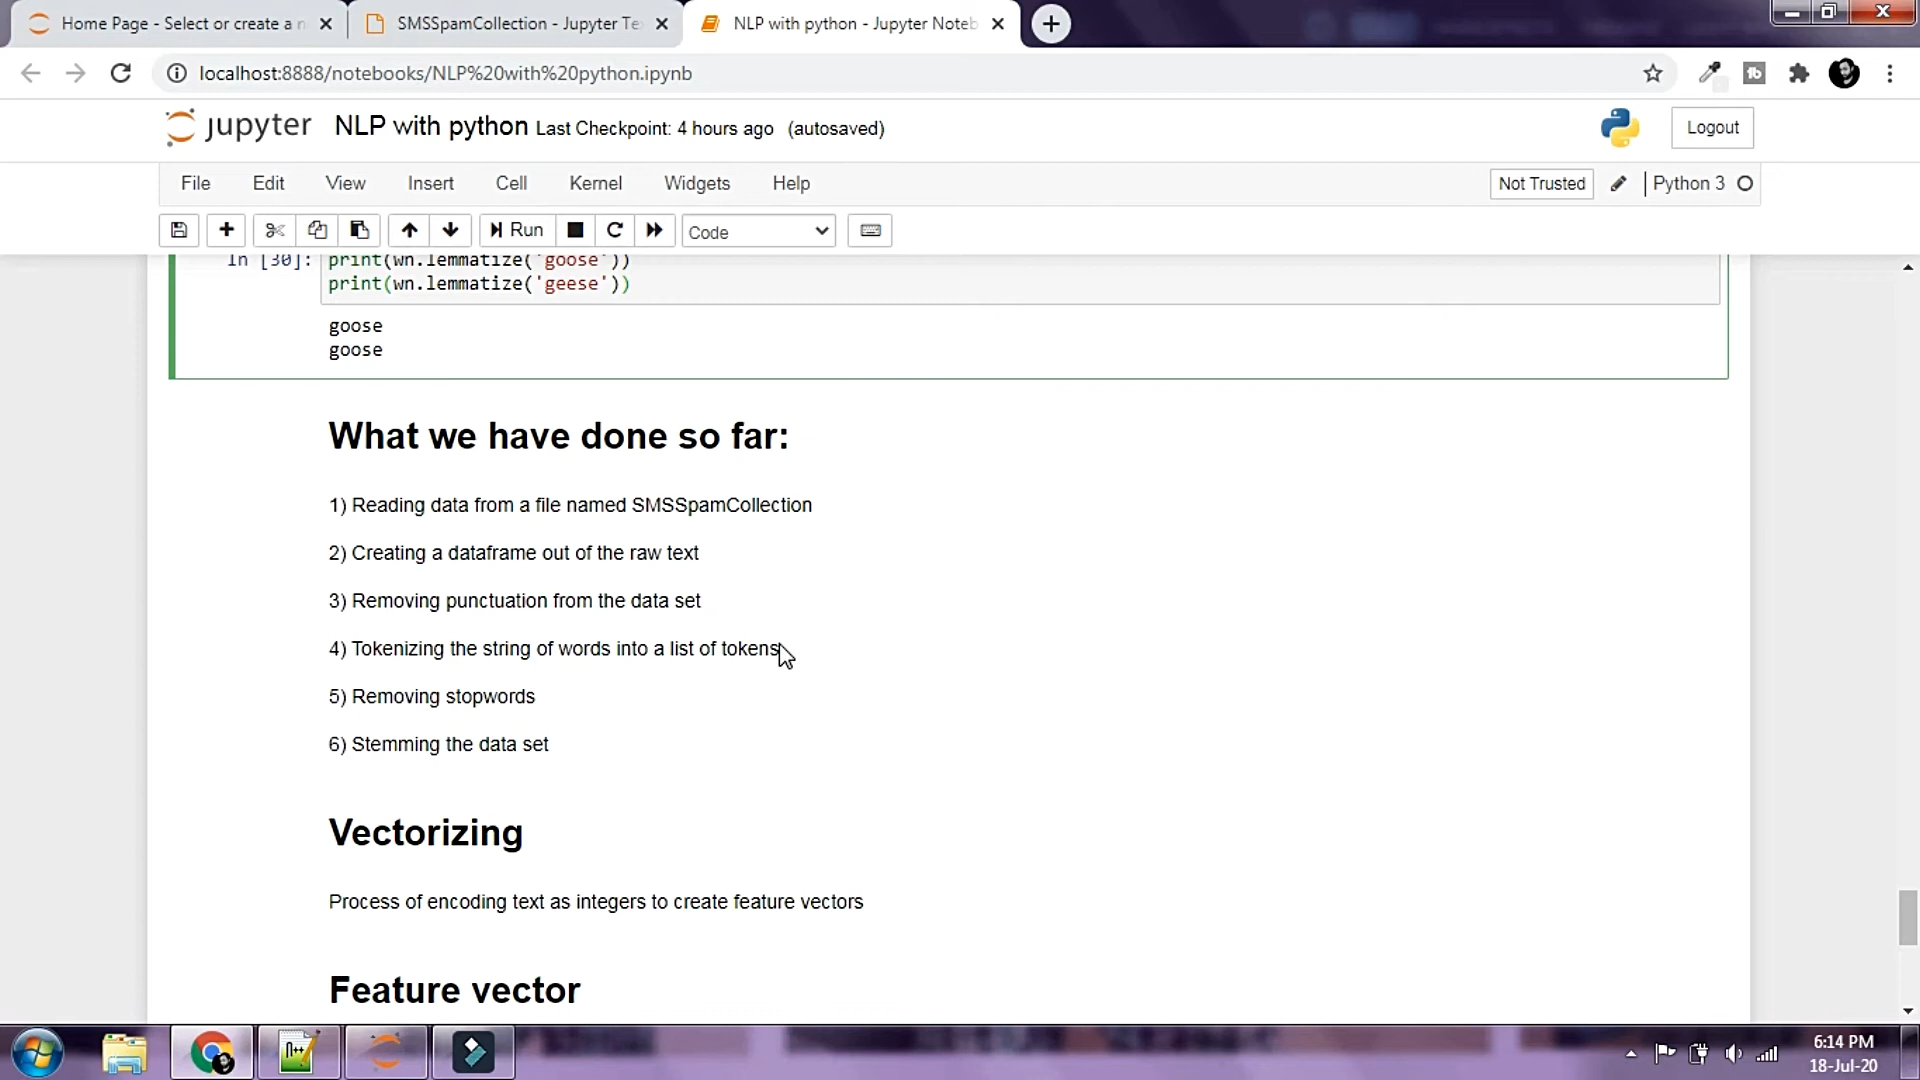 Home Page - Select or create a n
SMSSpamCollection - Jupyter Te
NLP with python - Jupyter Noteb
localhost:8888/notebooks/NLP%20with%20python.ipynb
jupyter NLP with python Last Checkpoint: 4 hours ago (autosaved)
Logout
File Edit View Insert Cell Kernel Widgets Help
Not Trusted Python 3
Run Code
In [30]: print(wn.lemmatize('goose'))
print(wn.lemmatize('geese'))
goose
goose
What we have done so far:
1) Reading data from a file named SMSSpamCollection
2) Creating a dataframe out of the raw text
3) Removing punctuation from the data set
4) Tokenizing the string of words into a list of tokens
5) Removing stopwords
6) Stemming the data set
Vectorizing
Process of encoding text as integers to create feature vectors
Feature vector
6:14 PM
18-Jul-20